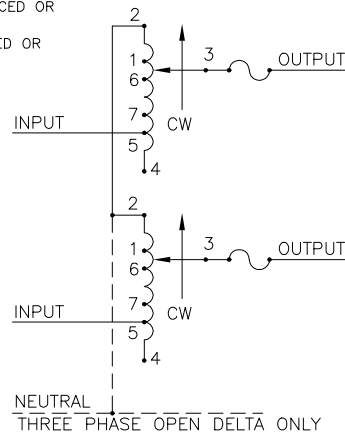 CED OR
ED OR
2
1
6
7
5
4
3
OUTPUT
INPUT
CW
2
1
6
7
5
4
3
OUTPUT
INPUT
CW
NEUTRAL
THREE PHASE OPEN DELTA ONLY